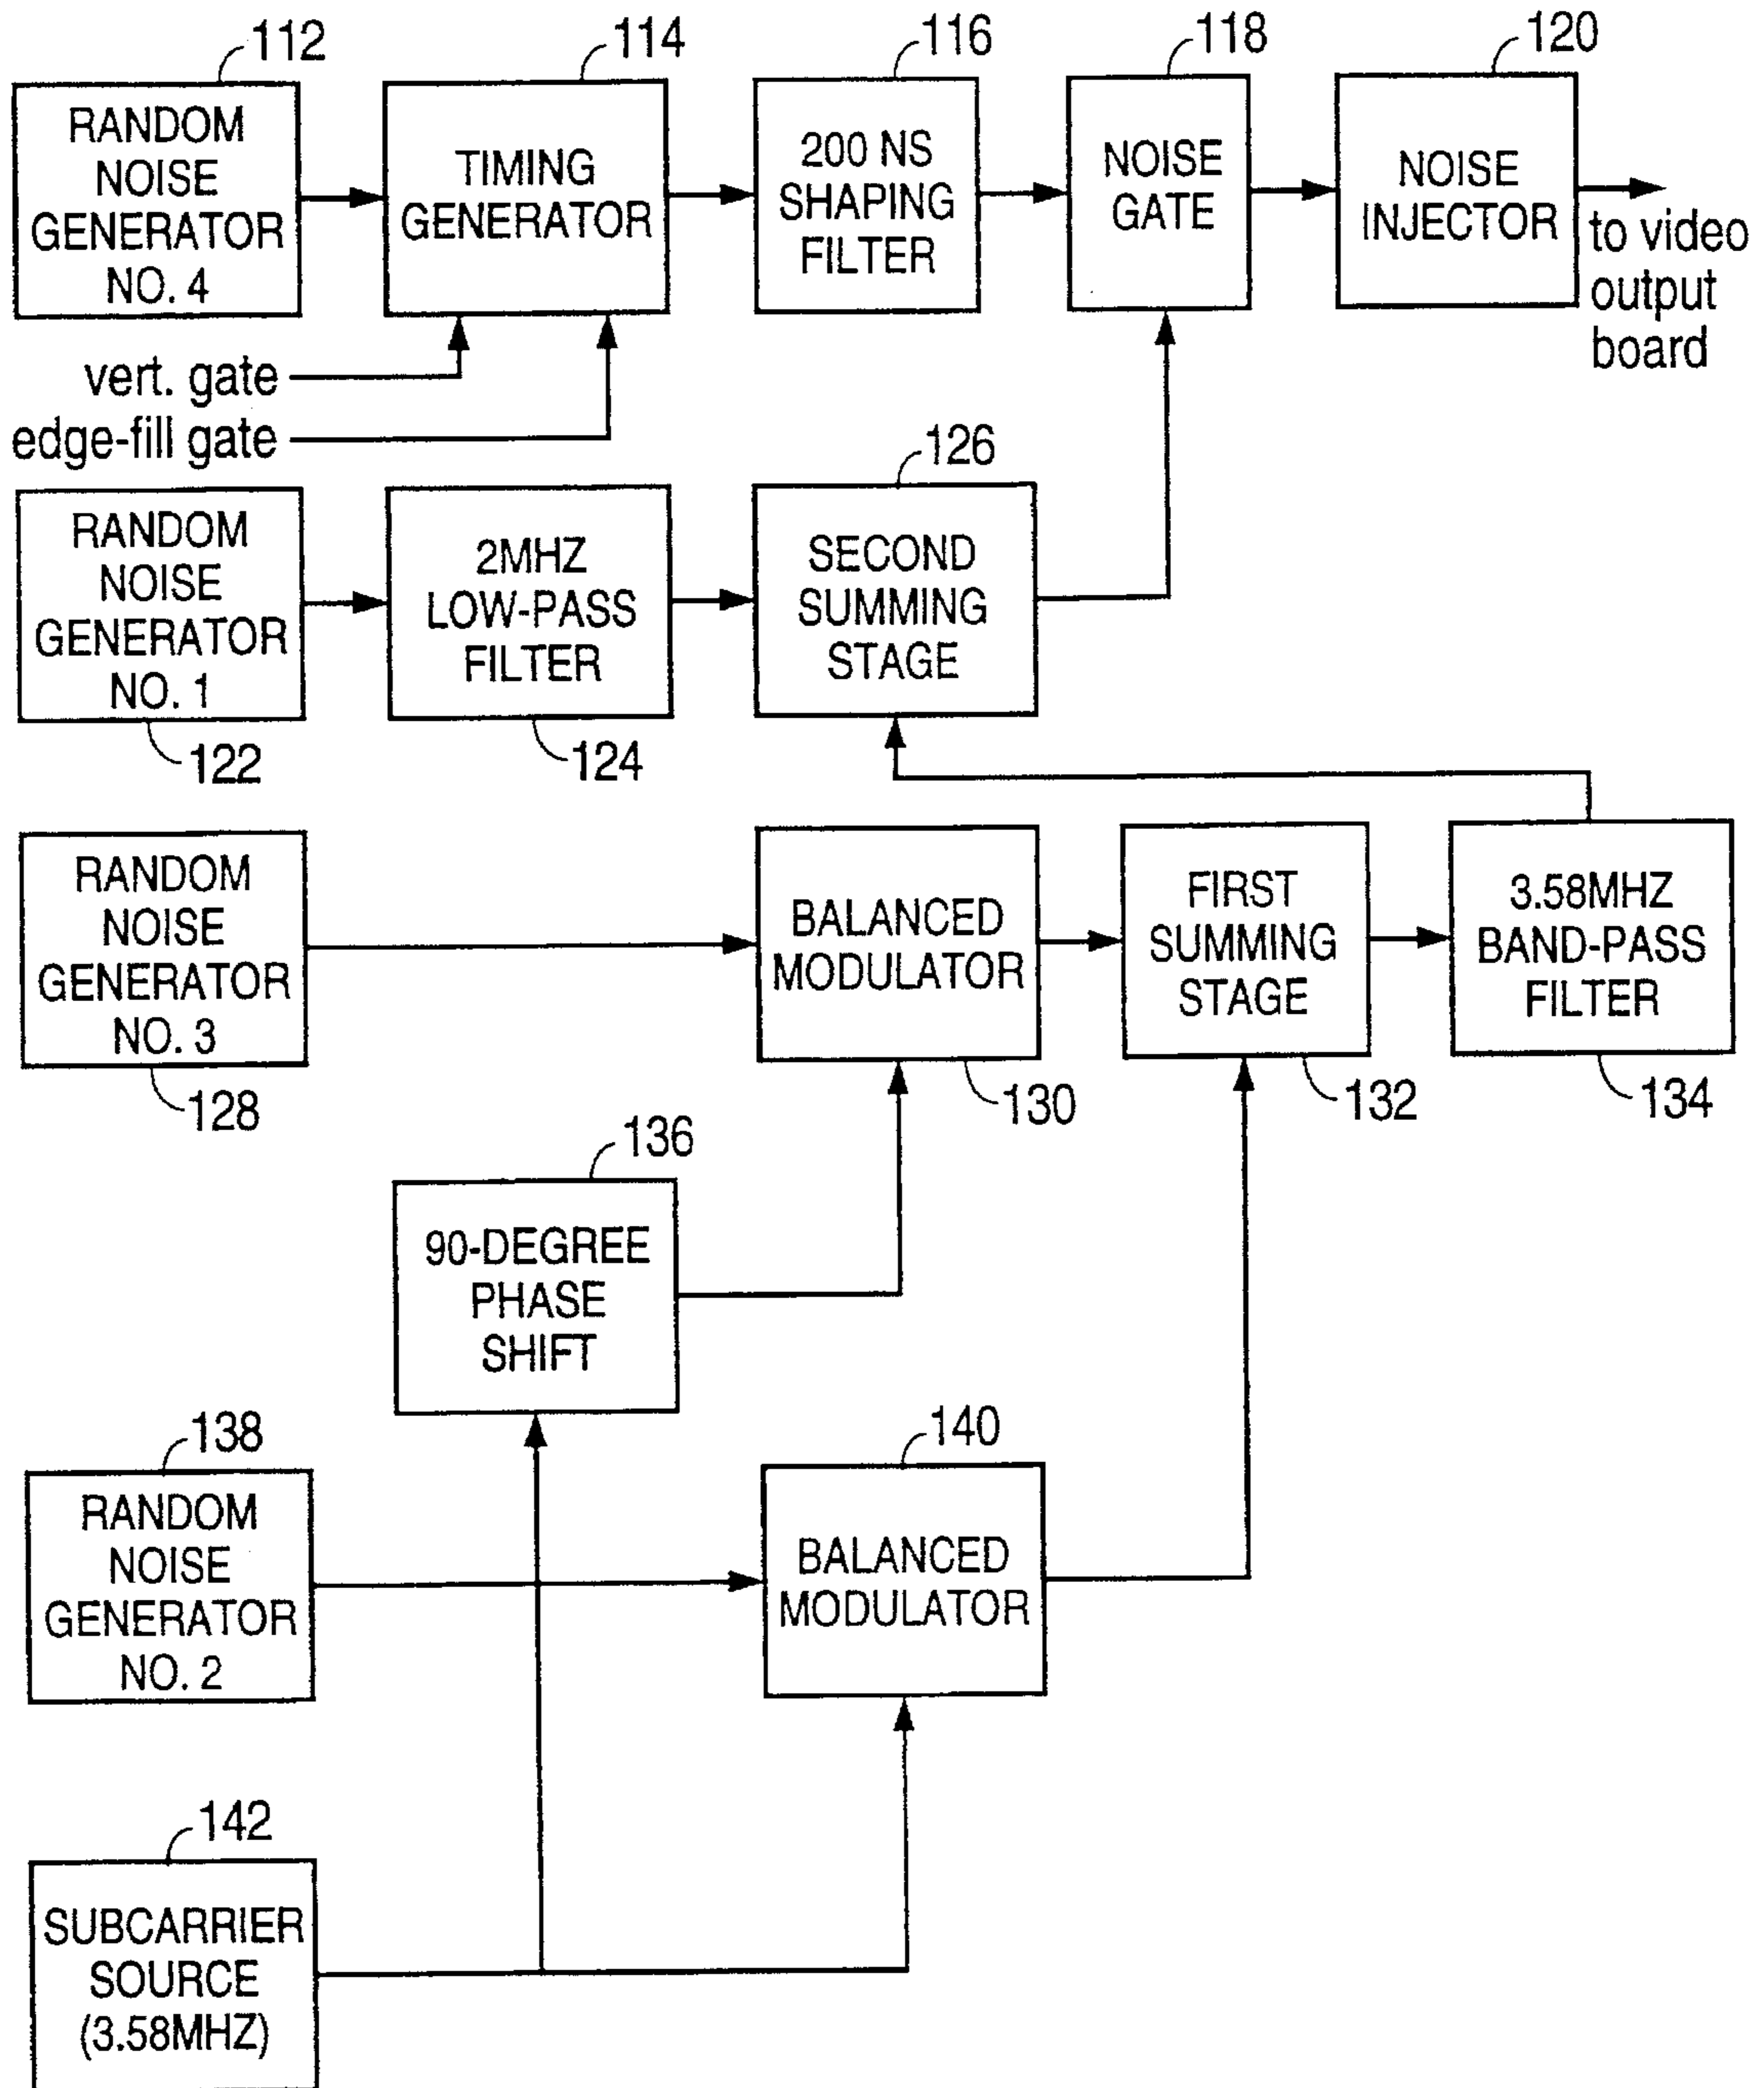 112
114
116
118
120
RANDOM
NOISE
GENERATOR
NO. 4
TIMING
GENERATOR
200 NS
SHAPING
FILTER
NOISE
GATE
NOISE
INJECTOR
to video
output
board
vert. gate
edge-fill gate
126
RANDOM
NOISE
GENERATOR
NO. 1
2MHZ
LOW-PASS
FILTER
SECOND
SUMMING
STAGE
122
124
RANDOM
NOISE
GENERATOR
NO. 3
BALANCED
MODULATOR
FIRST
SUMMING
STAGE
3.58MHZ
BAND-PASS
FILTER
128
130
132
134
136
90-DEGREE
PHASE
SHIFT
138
140
RANDOM
NOISE
GENERATOR
NO. 2
BALANCED
MODULATOR
142
SUBCARRIER
SOURCE
(3.58MHZ)